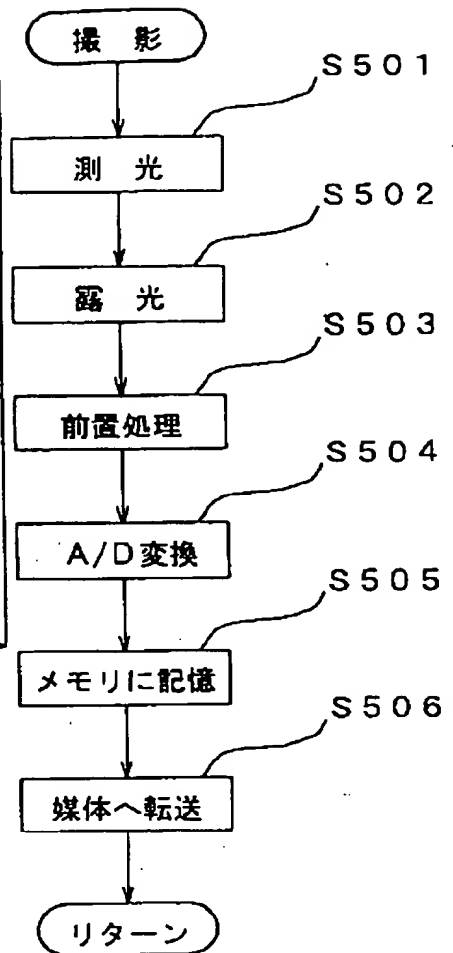 撮 影
S501
測 光
S502
露 光
S503
前置処理
S504
A/D変換
S505
メモリに記憶
S506
媒体へ転送
リターン